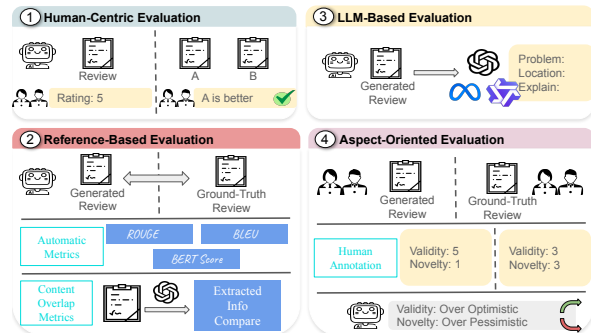 1 Human-Centric Evaluation
Review
A
B
Rating: 5
A is better
3 LLM-Based Evaluation
Generated
Review
Problem:
Location:
Explain:
2 Reference-Based Evaluation
Generated
Review
Ground-Truth
Review
Automatic
Metrics
ROUGE
BLEU
BERT Score
Content
Overlap
Metrics
Extracted
Info
Compare
4 Aspect-Oriented Evaluation
Generated
Review
Ground-Truth
Review
Human
Annotation
Validity: 5
Novelty: 1
Validity: 3
Novelty: 3
Validity: Over Optimistic
Novelty: Over Pessimistic